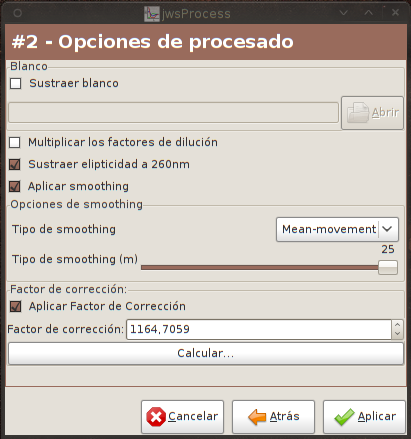 jwsProcess
#2 - Opciones de procesado
Blanco
Sustraer blanco
Abrir
Multiplicar los factores de dilución
Sustraer elipticidad a 260nm
Aplicar smoothing
Opciones de smoothing
Tipo de smoothing
Mean-movement
25
Tipo de smoothing (m)
Factor de corrección:
Aplicar Factor de Corrección
Factor de corrección: 1164,7059
Calcular...
Cancelar Atrás Aplicar